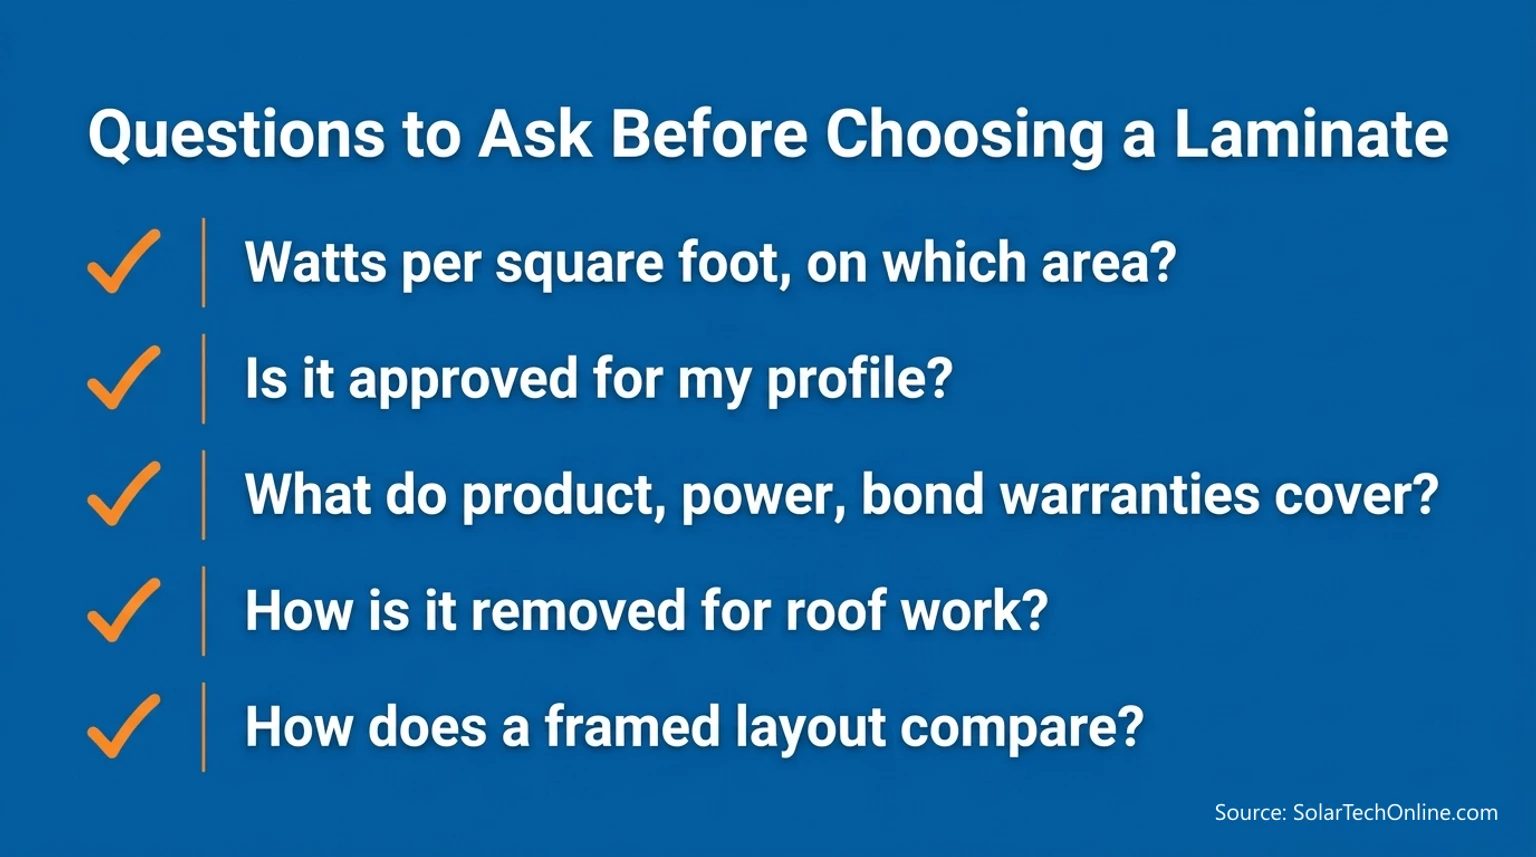 Questions to Ask Before Choosing a Laminate
Watts per square foot, on which area?
Is it approved for my profile?
What do product, power, bond warranties cover?
How is it removed for roof work?
How does a framed layout compare?
Source: SolarTechOnline.com